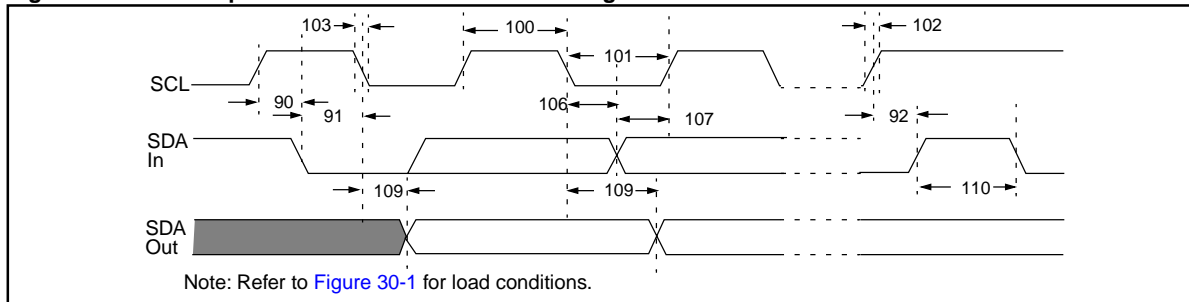 103
100
101
102
SCL
90
91
106
107
92
SDA
In
109
109
110
SDA
Out
Note: Refer to Figure 30-1 for load conditions.